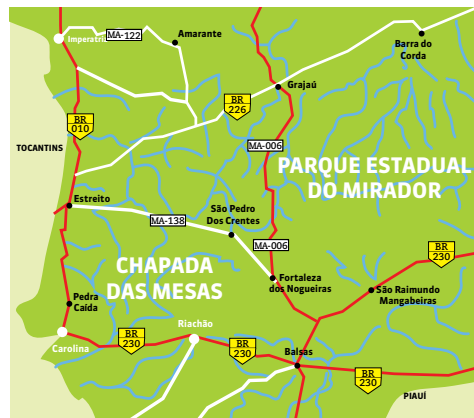 Imperatriz
MA-122
Amarante
Barra do
Corda
Grajaú
BR
226
BR
010
TOCANTINS
MA-006
PARQUE ESTADUAL
DO MIRADOR
Estreito
MA-138
São Pedro
Dos Crentes
MA-006
BR
230
CHAPADA
DAS MESAS
Fortaleza
dos Nogueiras
São Raimundo
Mangabeiras
Pedra
Caída
Riachão
Carolina
BR
230
BR
230
Balsas
BR
230
PIAUÍ